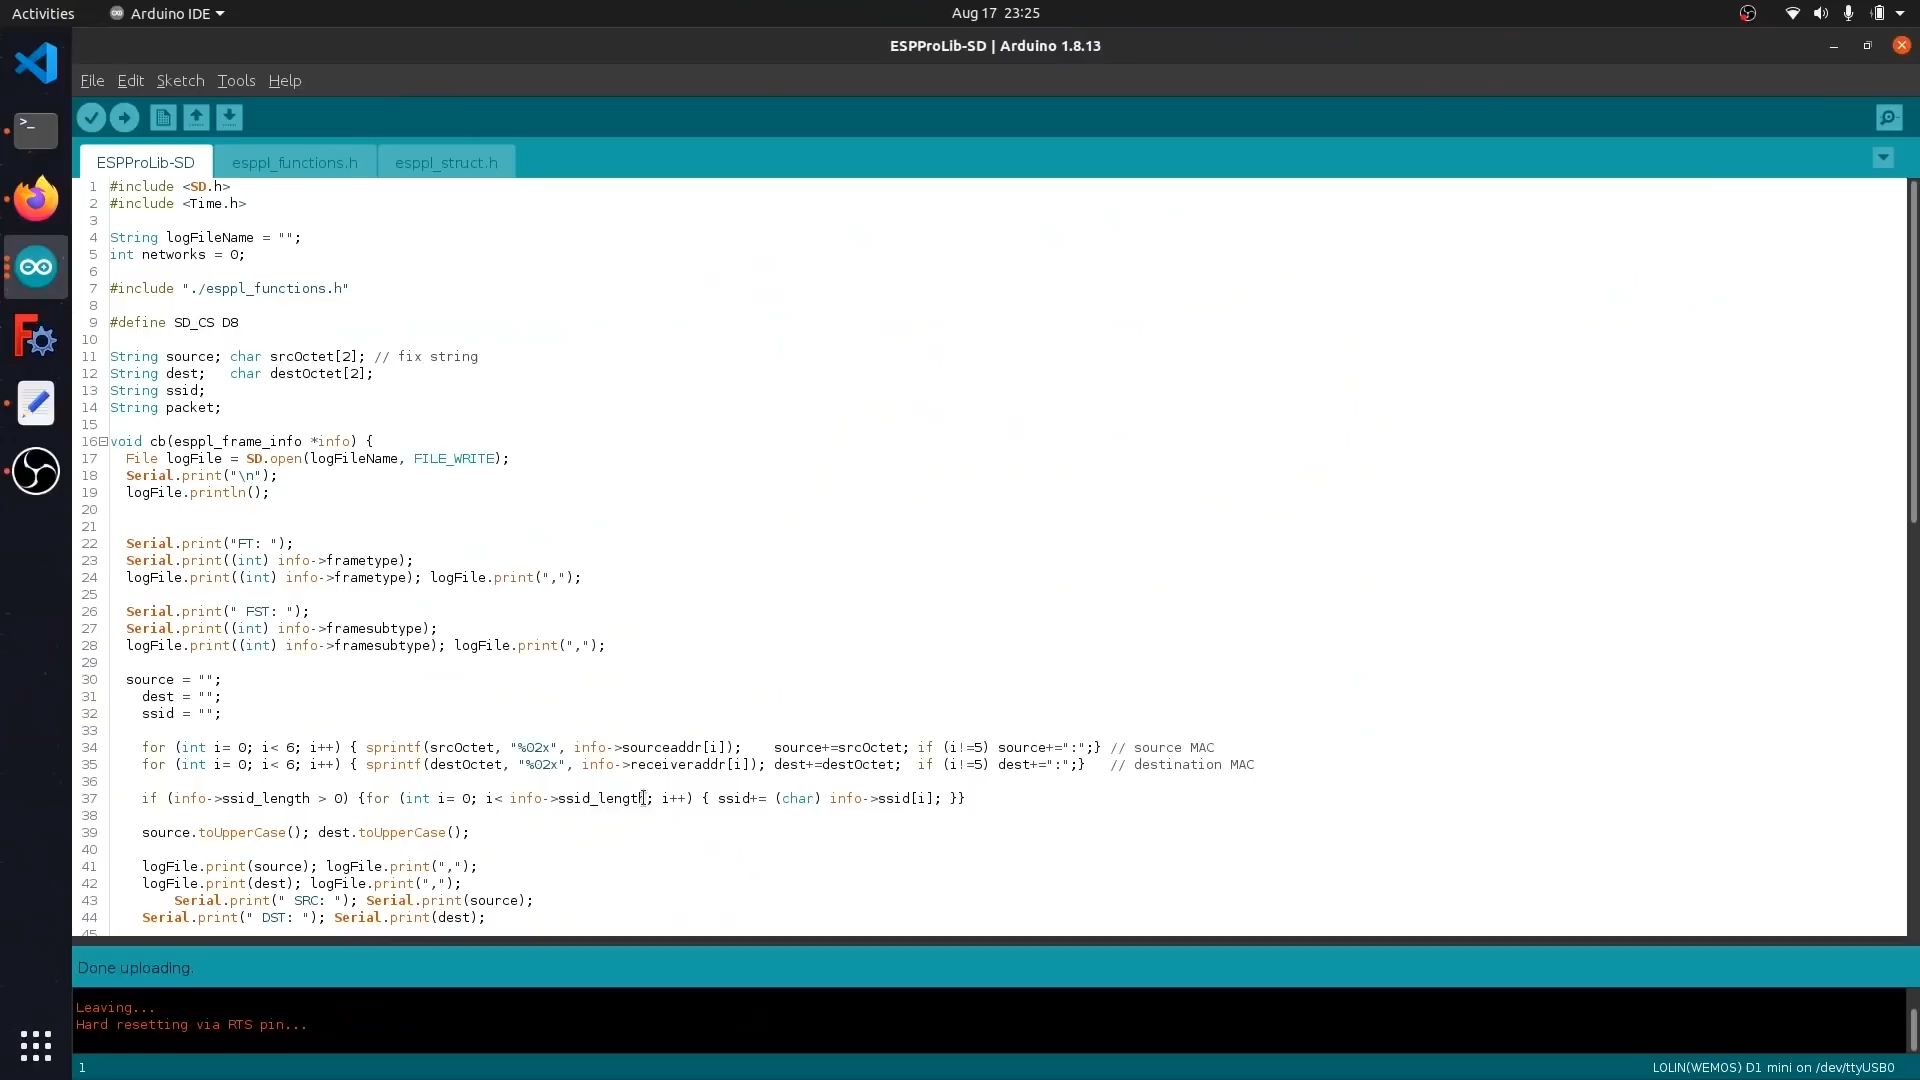 Activities
Arduino IDE
Aug 17 23:25
ESPProLib-SD | Arduino 1.8.13
File Edit Sketch Tools Help
ESPProLib-SD esppl_functions.h esppl_struct.h
1 #include <SD.h>
2 #include <Time.h>
3
4 String logFileName = "";
5 int networks = 0;
6
7 #include "./esppl_functions.h"
8
9 #define SD_CS D8
10
11 String source; char srcOctet[2]; // fix string
12 String dest;   char destOctet[2];
13 String ssid;
14 String packet;
15
16 void cb(esppl_frame_info *info) {
17   File logFile = SD.open(logFileName, FILE_WRITE);
18   Serial.print("\n");
19   logFile.println();
20
21
22   Serial.print("FT: ");
23   Serial.print((int) info->frametype);
24   logFile.print((int) info->frametype); logFile.print(",");
25
26   Serial.print(" FST: ");
27   Serial.print((int) info->framesubtype);
28   logFile.print((int) info->framesubtype); logFile.print(",");
29
30   source = "";
31     dest = "";
32     ssid = "";
33
34     for (int i= 0; i< 6; i++) { sprintf(srcOctet, "%02x", info->sourceaddr[i]);    source+=srcOctet; if (i!=5) source+=":";} // source MAC
35     for (int i= 0; i< 6; i++) { sprintf(destOctet, "%02x", info->receiveraddr[i]); dest+=destOctet;  if (i!=5) dest+=":";}   // destination MAC
36
37     if (info->ssid_length > 0) {for (int i= 0; i< info->ssid_length; i++) { ssid+= (char) info->ssid[i]; }}
38
39     source.toUpperCase(); dest.toUpperCase();
40
41     logFile.print(source); logFile.print(",");
42     logFile.print(dest); logFile.print(",");
43         Serial.print(" SRC: "); Serial.print(source);
44     Serial.print(" DST: "); Serial.print(dest);
45
Done uploading.
Leaving...
Hard resetting via RTS pin...
1
LOLIN(WEMOS) D1 mini on /dev/ttyUSB0